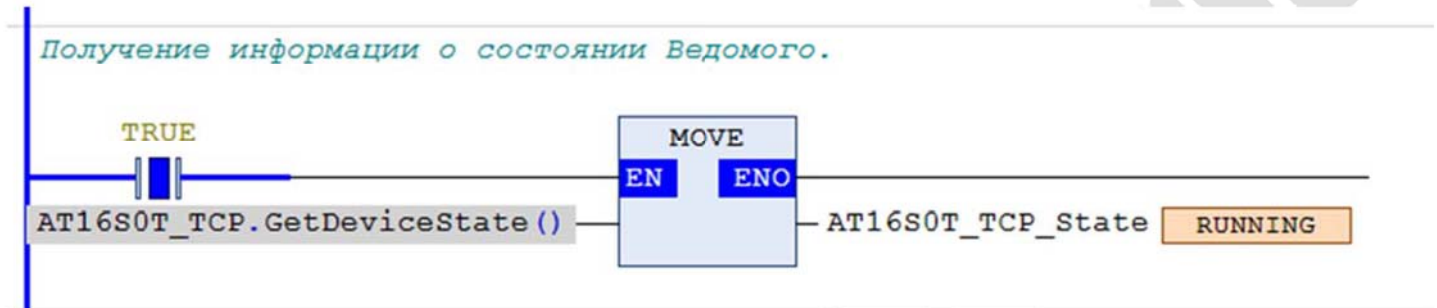 Получение информации о состоянии Ведомого.
TRUE
MOVE
EN ENO
AT16S0T_TCP.GetDeviceState() AT16S0T_TCP_State RUNNING